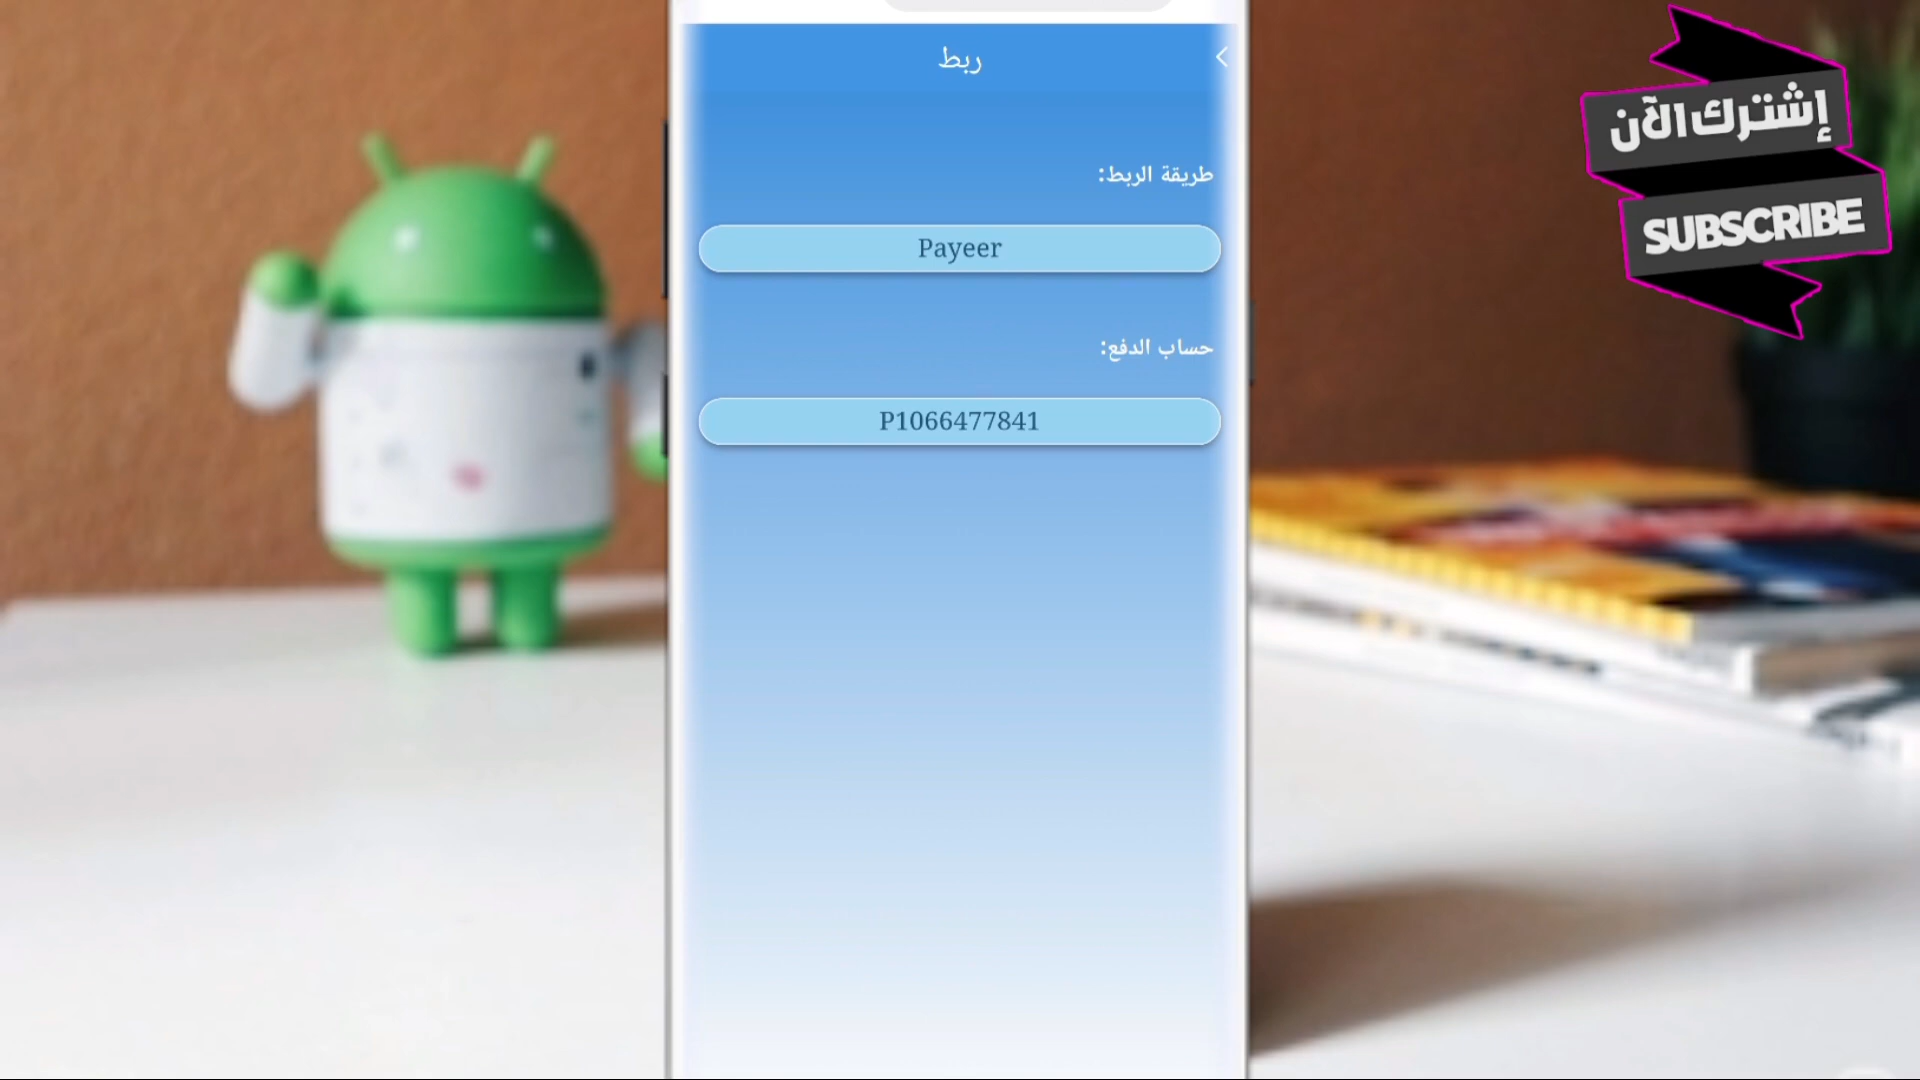 ربط
طريقة الربط:
Payeer
حساب الدفع:
P1066477841
إشترك الآن
SUBSCRIBE